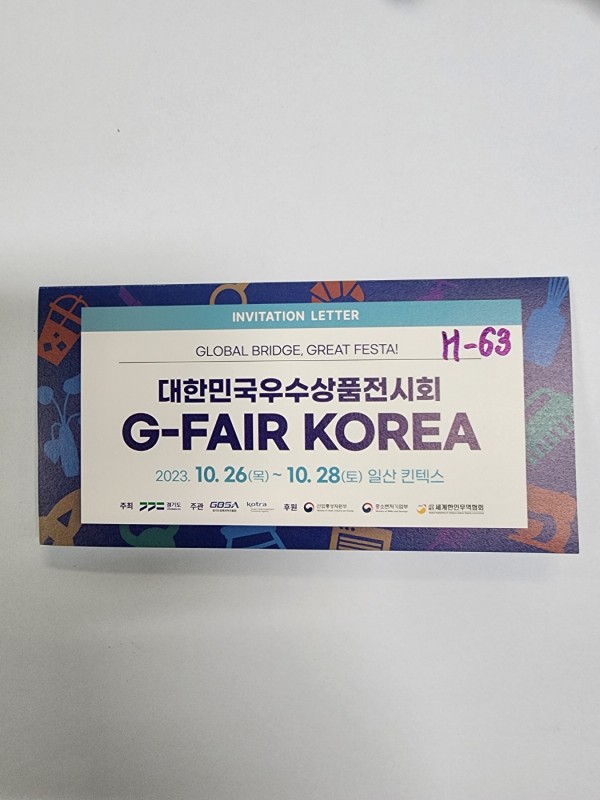 INVITATION LETTER
GLOBAL BRIDGE, GREAT FESTA!
H-63
대한민국우수상품전시회
G-FAIR KOREA
2023. 10. 26(목) ~ 10. 28(토) 일산 킨텍스
주최 경기도 주관 GBSA kotra 후원 산업통상자원부 중소벤처기업부 세계한인무역협회